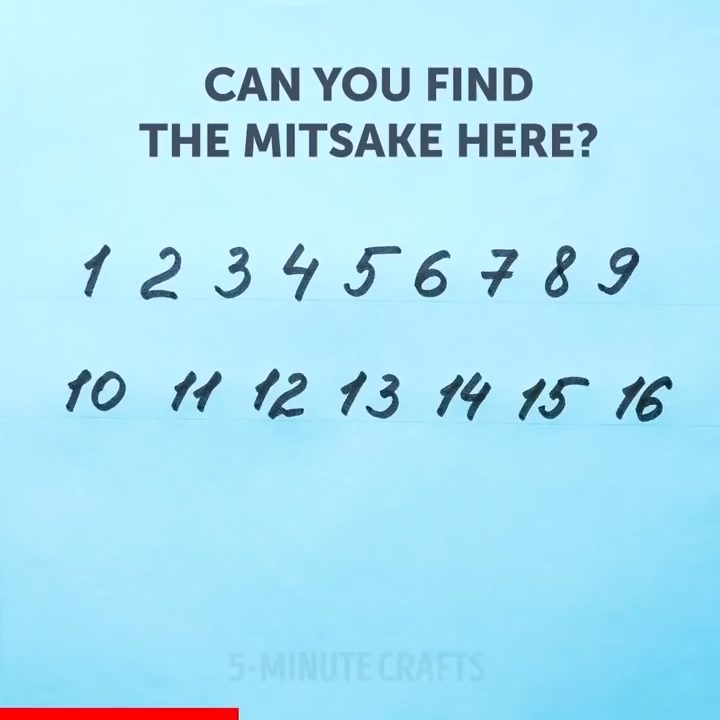 CAN YOU FIND
THE MITSAKE HERE?
1 2 3 4 5 6 7 8 9
10 11 12 13 14 15 16
5-MINUTE CRAFTS